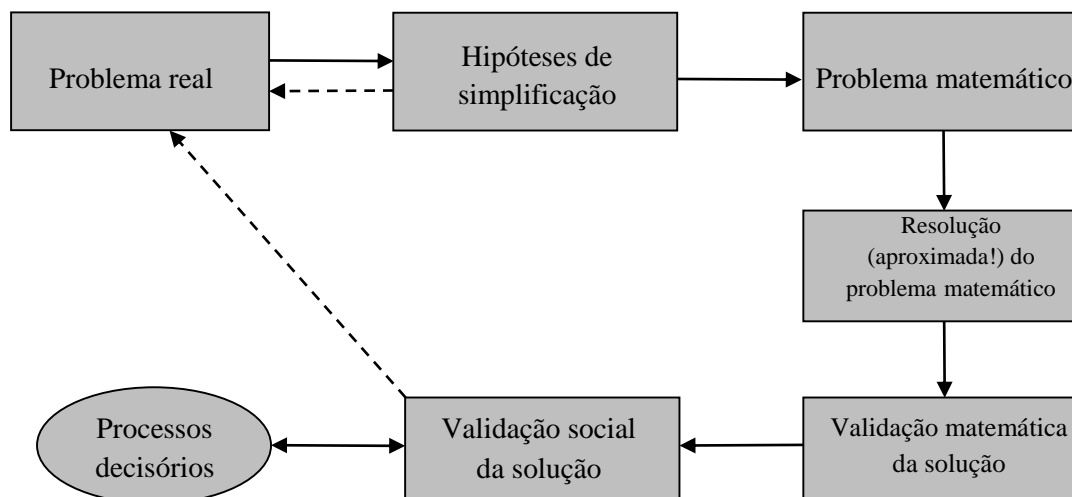 Problema real
Hipóteses de
simplificação
Problema matemático
Resolução
(aproximada!) do
problema matemático
Processos
decisórios
Validação social
da solução
Validação matemática
da solução